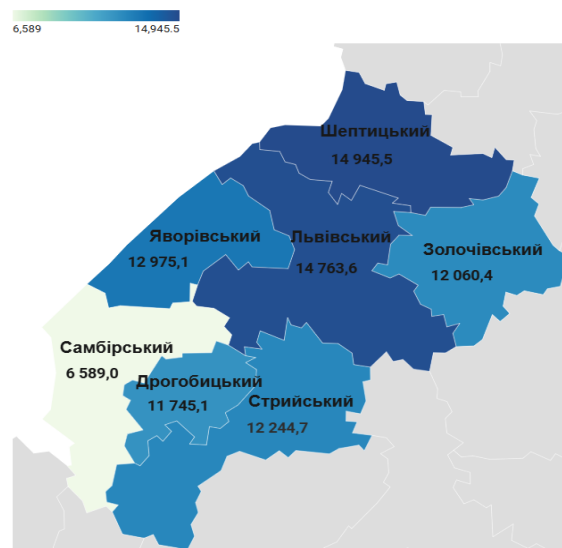 6,589 14,945.5
Шептицький
14 945,5
Яворівський
12 975,1
Львівський
14 763,6
Золочівський
12 060,4
Самбірський
6 589,0
Дрогобицький
11 745,1
Стрийський
12 244,7